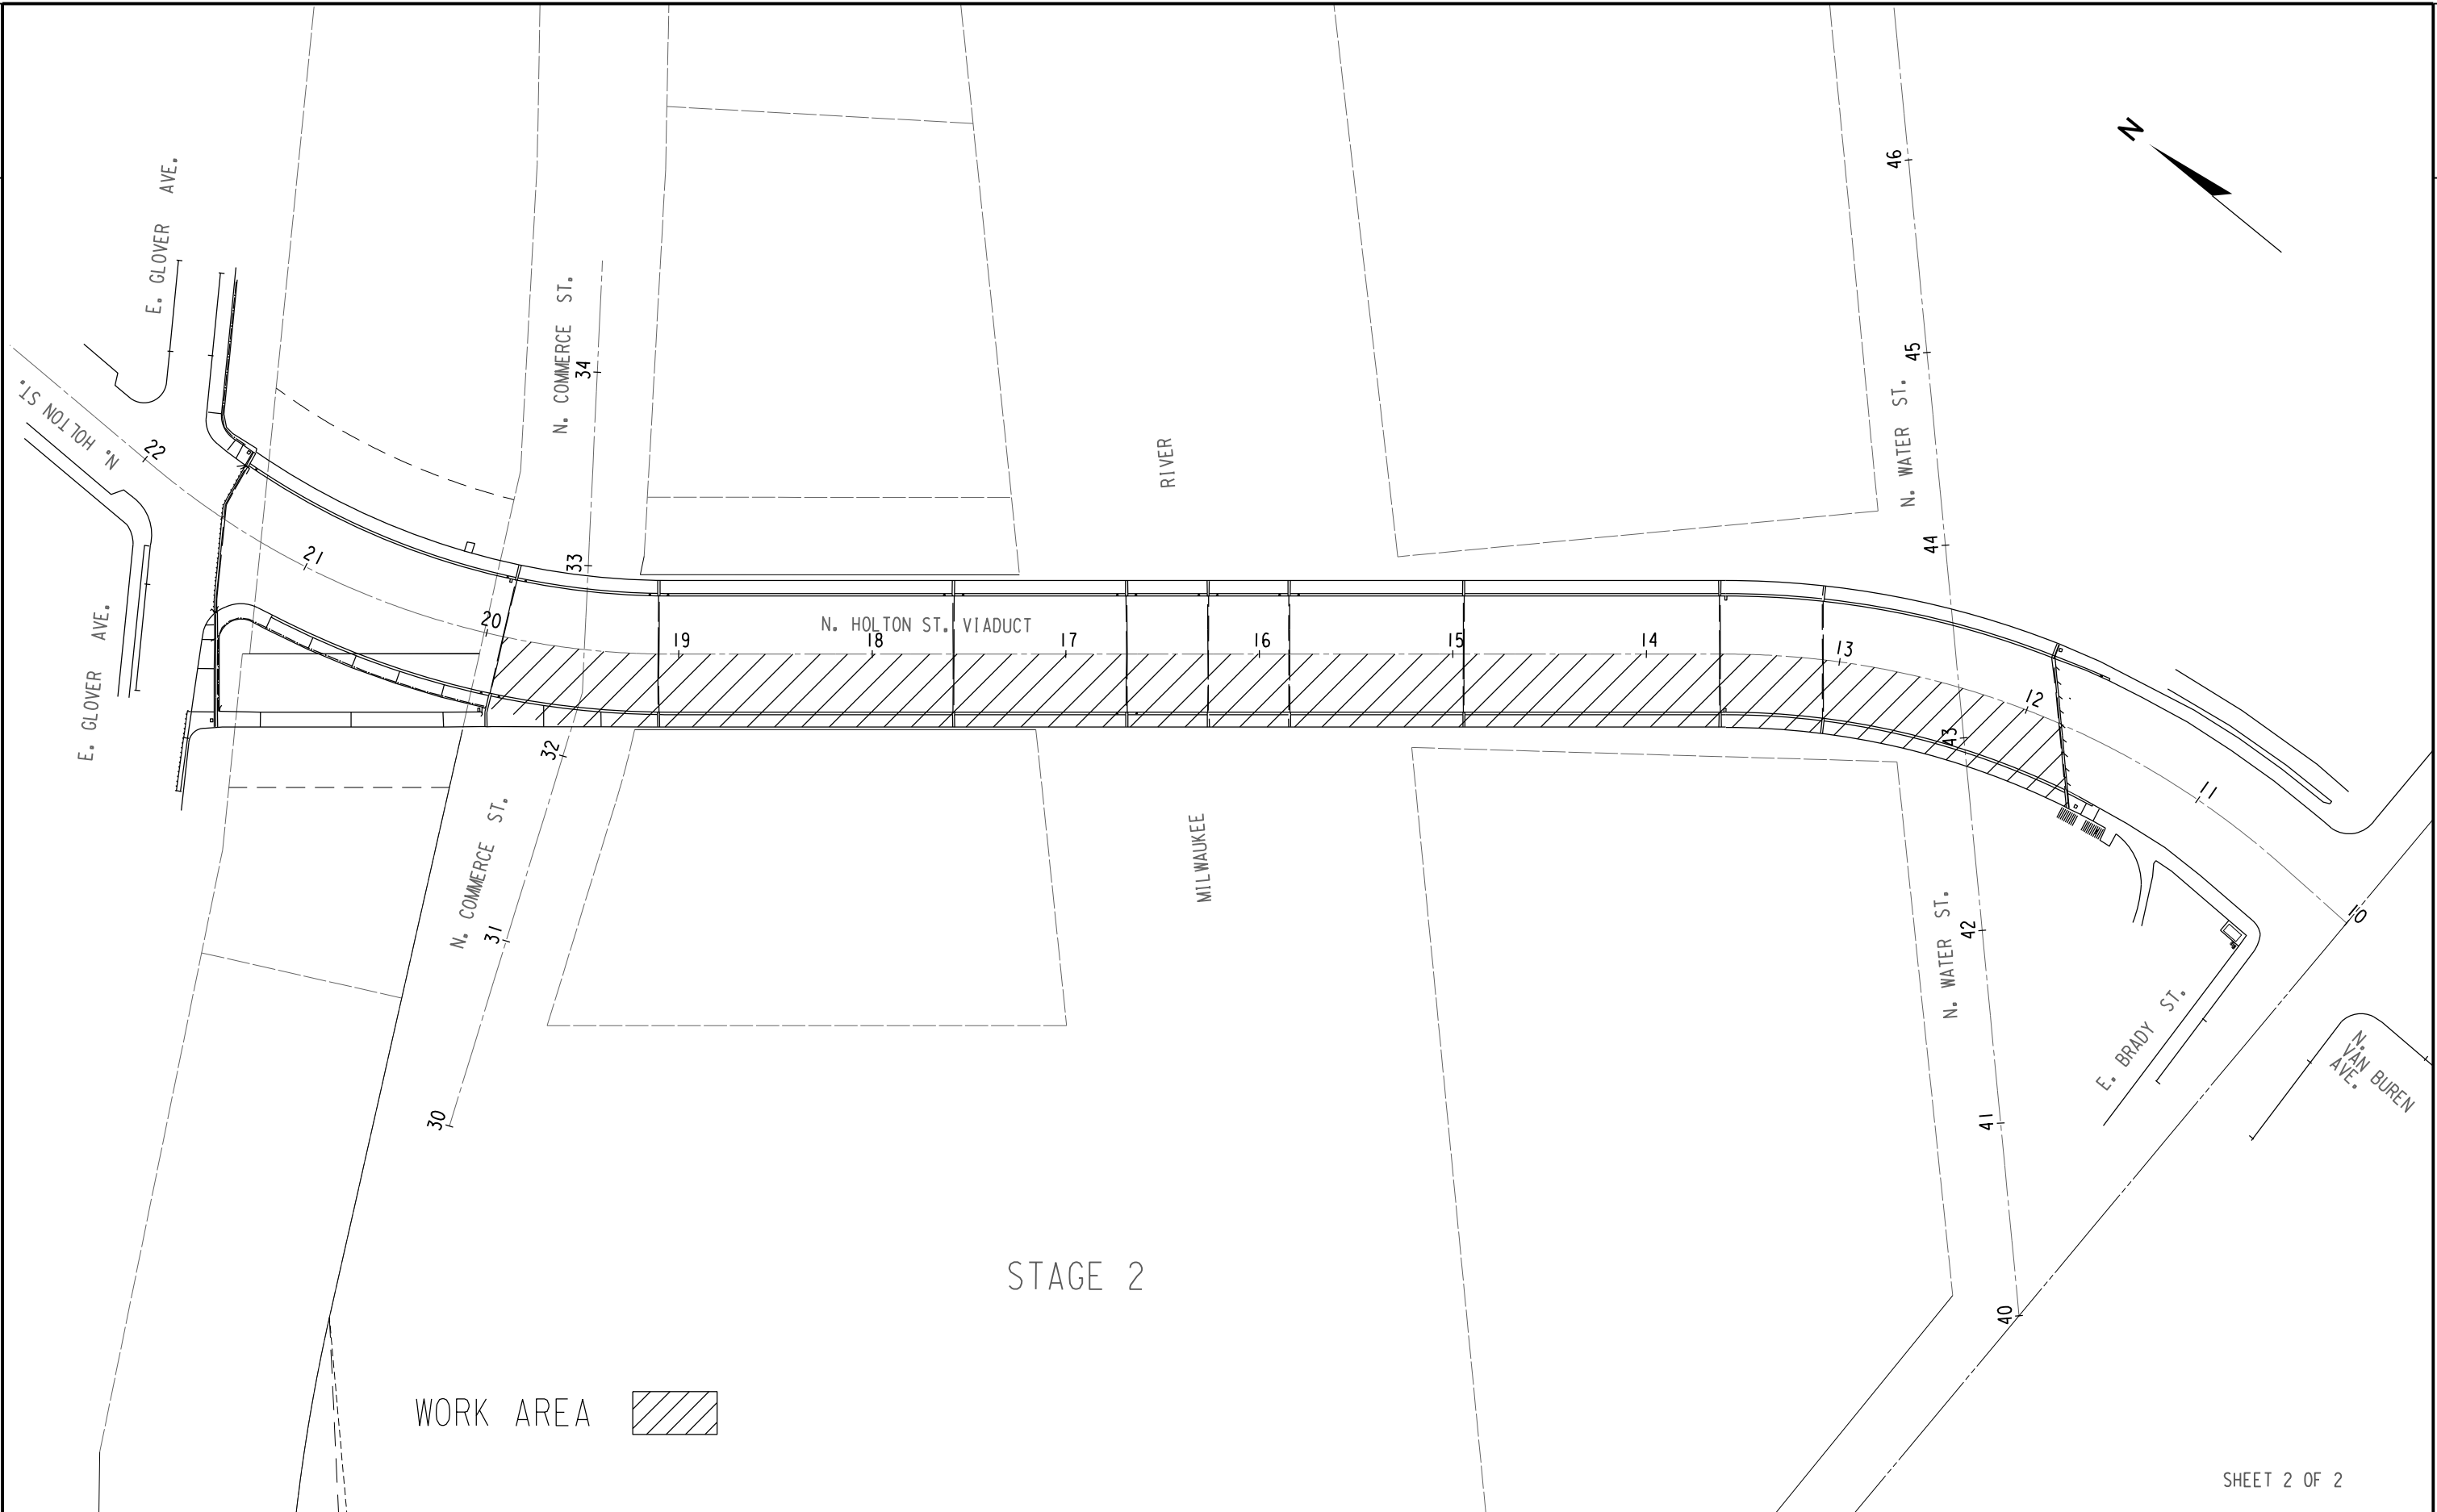 N
46
E. GLOVER AVE.
N. COMMERCE ST.
34
45
N. WATER ST.
N. HOLTON ST.
22
RIVER
44
21
33
20
N. HOLTON ST. VIADUCT
19
18
17
16
15
14
13
12
E. GLOVER AVE.
32
43
11
N. COMMERCE ST.
MILWAUKEE
31
42
N. WATER ST.
10
E. BRADY ST.
N.
VAN BUREN
AVE.
30
41
STAGE 2
40
WORK AREA
SHEET 2 OF 2